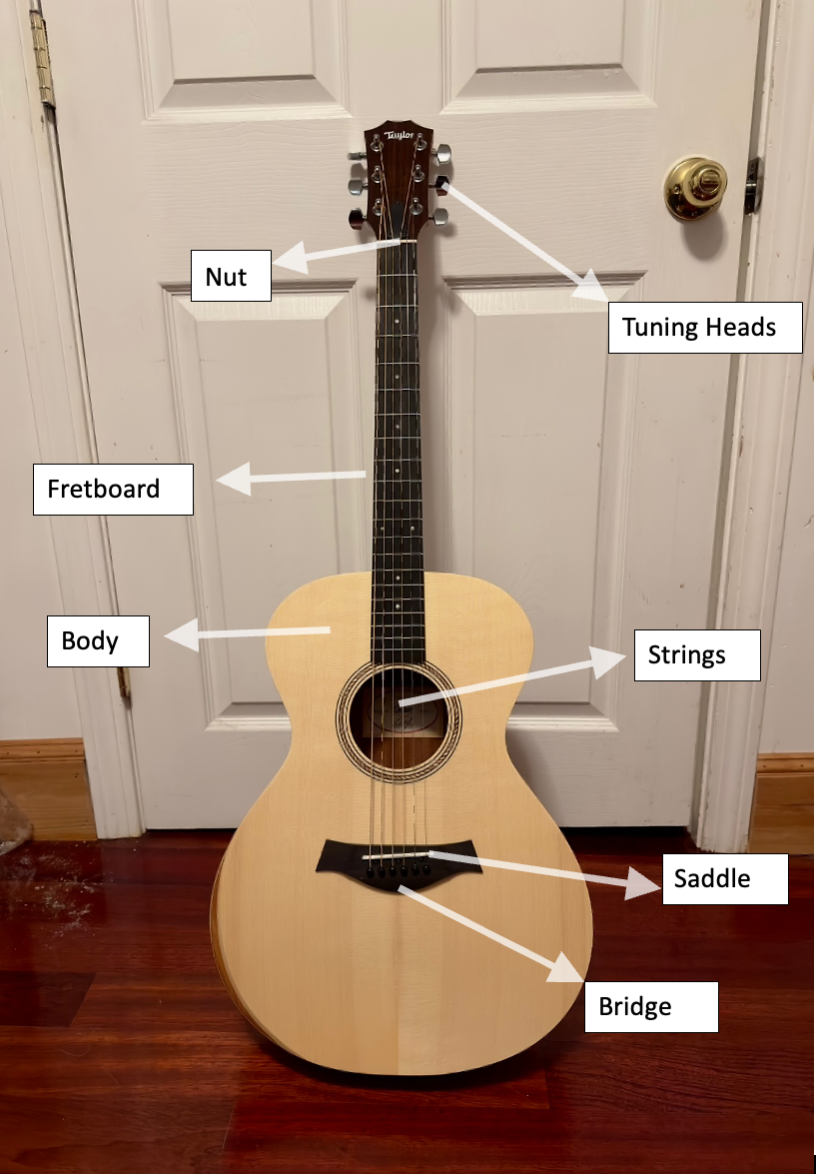 Taylor
Nut
Tuning Heads
Fretboard
Body
Strings
Saddle
Bridge